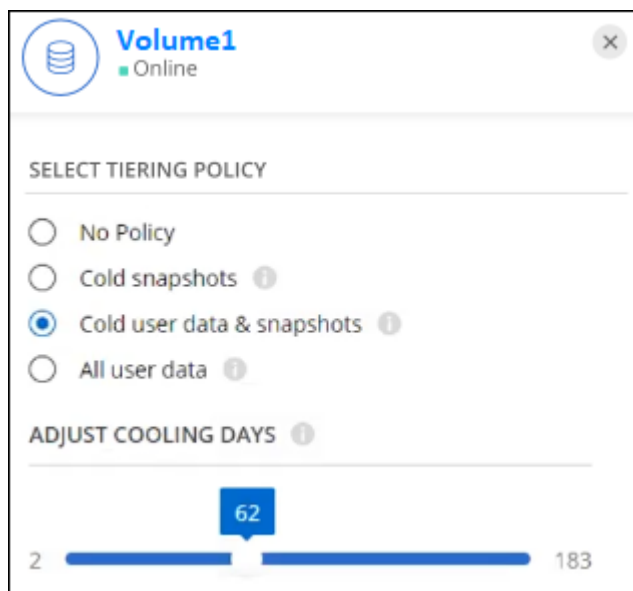 Volume1
Online
SELECT TIERING POLICY
No Policy
Cold snapshots
Cold user data & snapshots
All user data
ADJUST COOLING DAYS
62
2 183